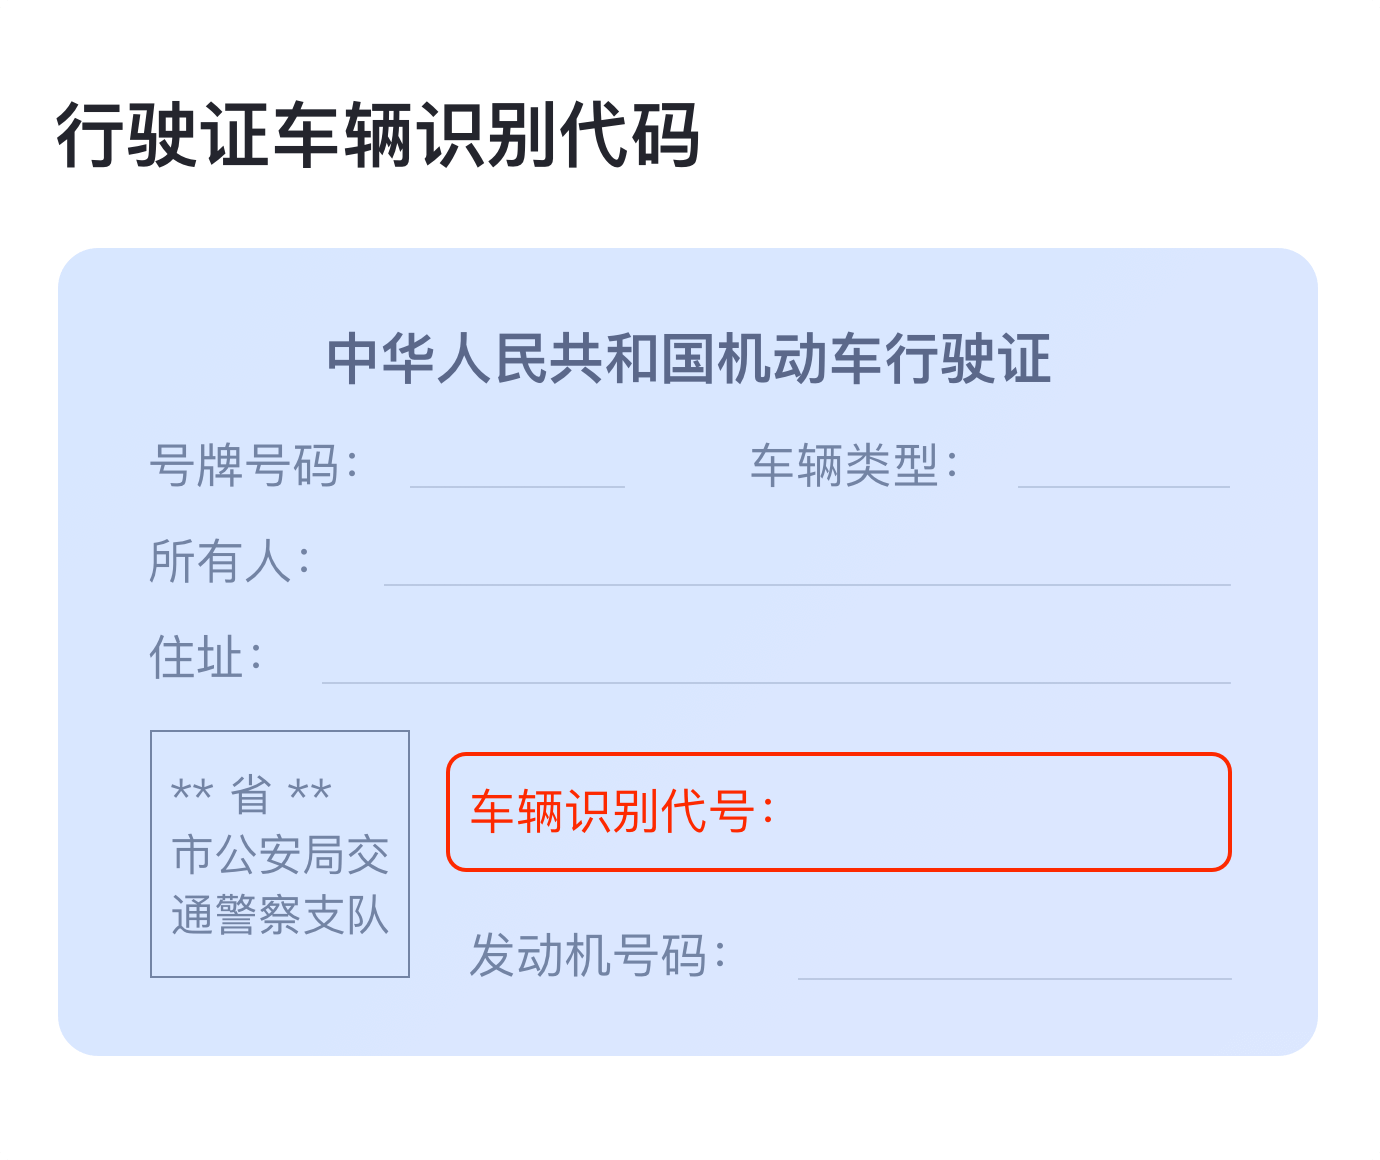 行驶证车辆识别代码
中华人民共和国机动车行驶证
号牌号码：
车辆类型：
所有人：
住址：
** 省 **
市公安局交
通警察支队
车辆识别代号：
发动机号码：